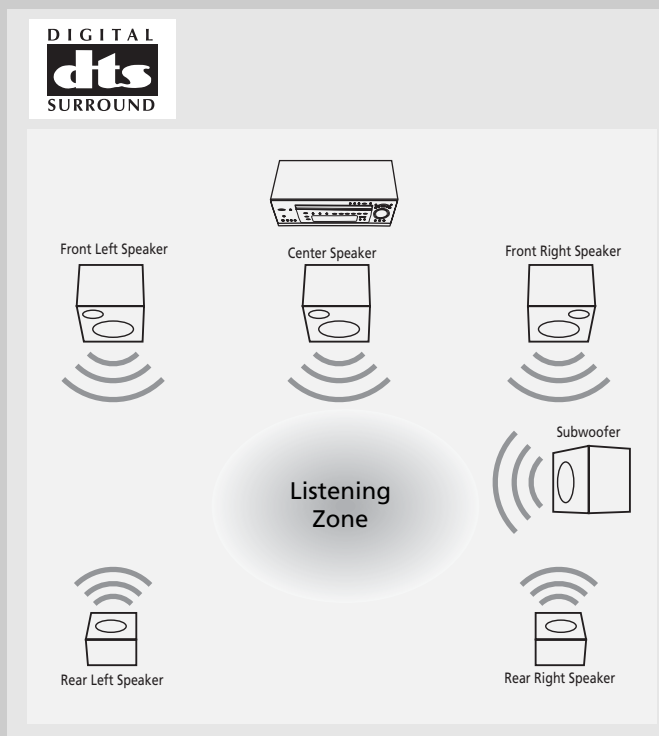 DIGITAL
dts
SURROUND
Front Left Speaker
Center Speaker
Front Right Speaker
Subwoofer
Listening
Zone
Rear Left Speaker
Rear Right Speaker